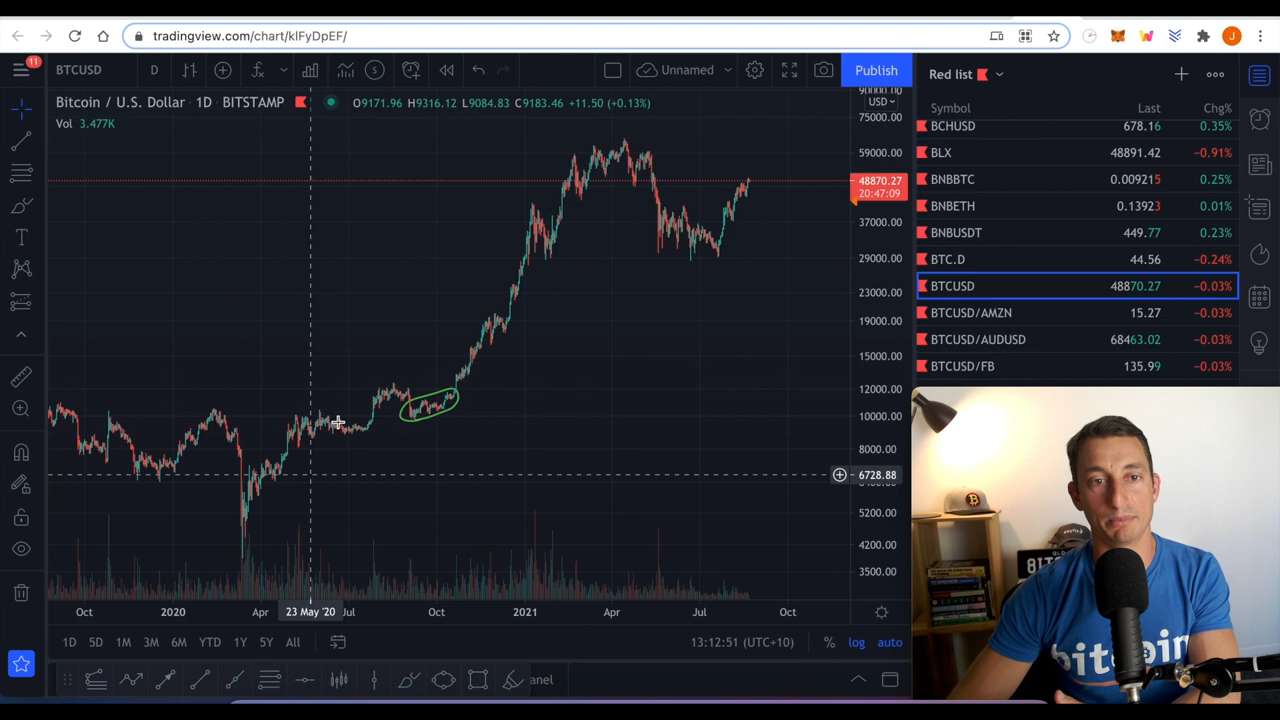 tradingview.com/chart/kIFyDpEF/
J
11
BTCUSD
D
S
Unnamed
Publish
Red list
Bitcoin / U.S. Dollar · 1D · BITSTAMP
O9171.96 H9316.12 L9084.83 C9183.46 +11.50 (+0.13%)
Vol 3.477K
USD
Symbol Last Chg%
BCHUSD 678.16 0.35%
BLX 48891.42 −0.91%
BNBBTC 0.009215 0.25%
BNBETH 0.13923 0.01%
BNBUSDT 449.77 0.23%
BTC.D 44.56 −0.24%
BTCUSD 48870.27 −0.03%
BTCUSD/AMZN 15.27 −0.03%
BTCUSD/AUDUSD 68463.02 −0.03%
BTCUSD/FB 135.99 −0.03%
90000.00
75000.00
59000.00
48870.27
20:47:09
37000.00
29000.00
23000.00
19000.00
15000.00
12000.00
10000.00
8000.00
6728.88
5200.00
4200.00
3500.00
Oct 2020 Apr 23 May '20 Jul Oct 2021 Apr Jul Oct
1D 5D 1M 3M 6M YTD 1Y 5Y All
13:12:51 (UTC+10) % log auto
anel
OLD
bitcoin